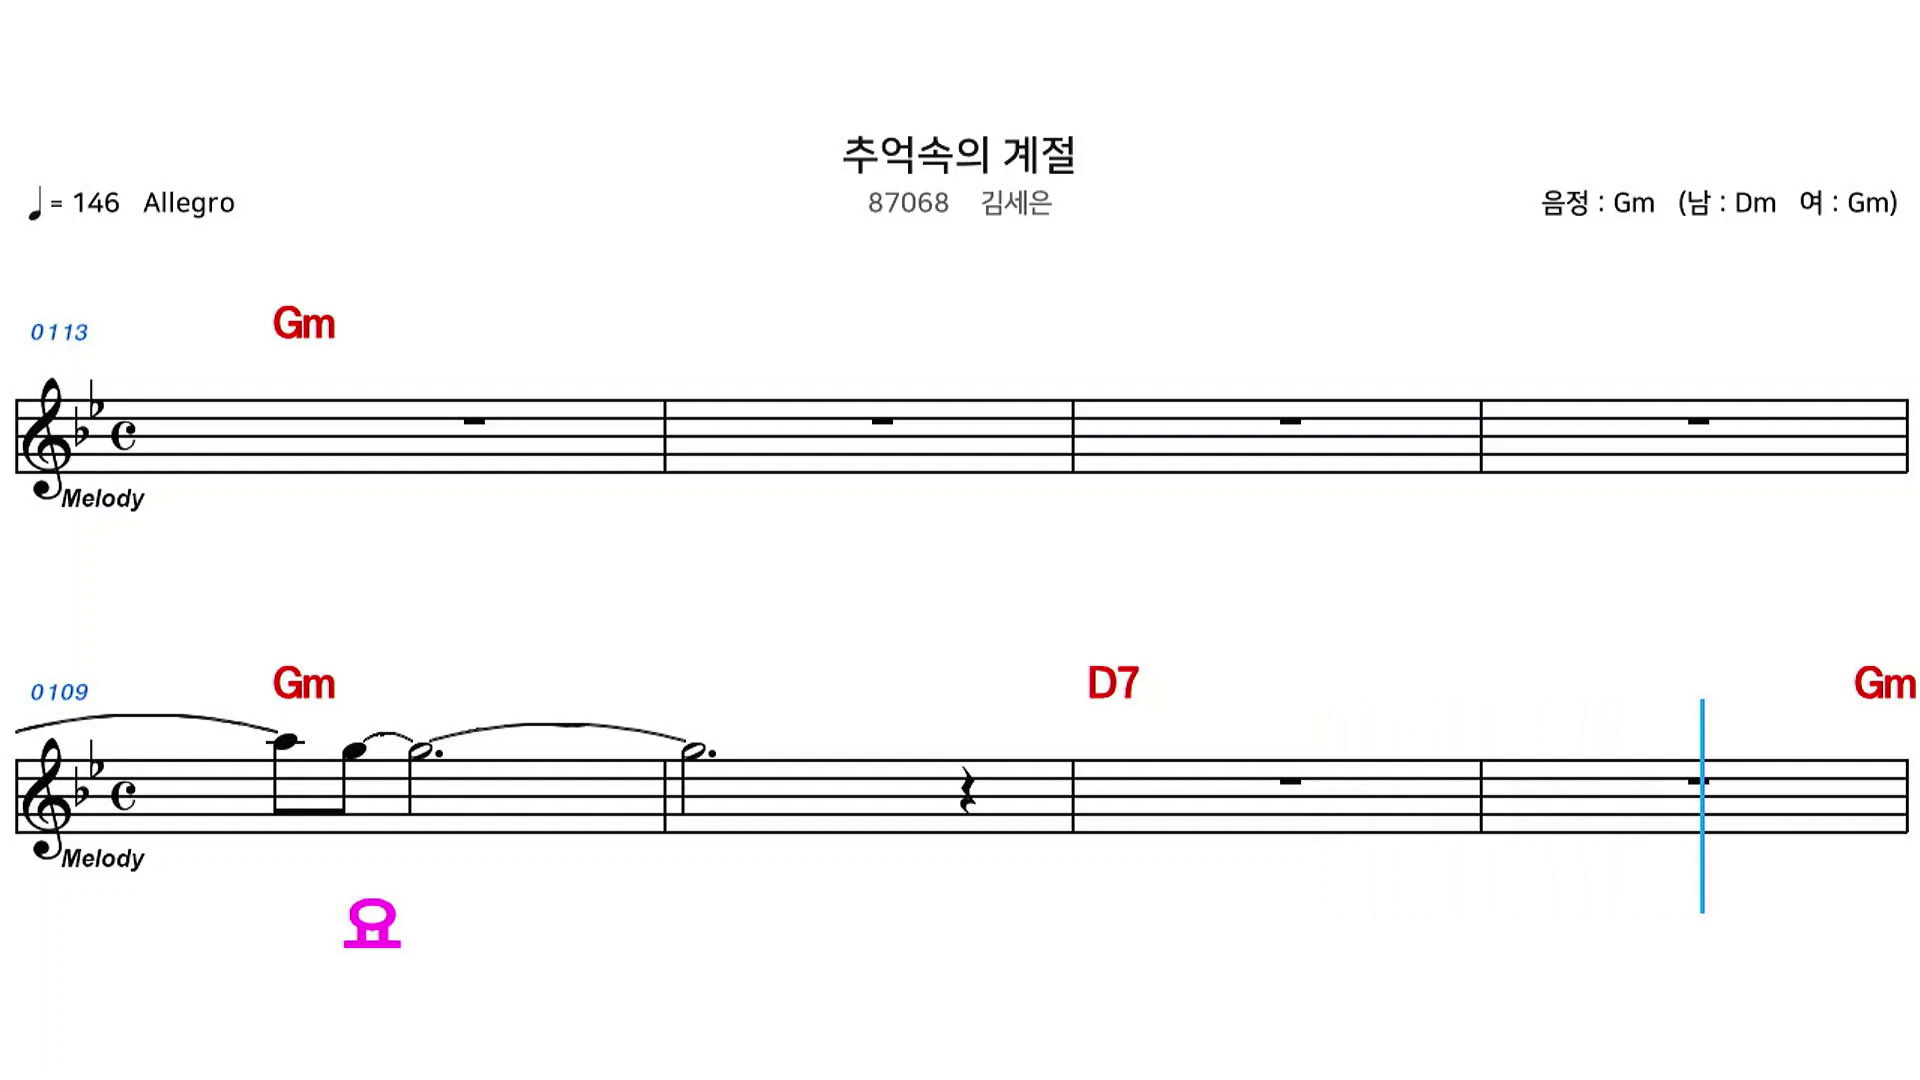 추억속의 계절
= 146 Allegro
87068 김세은
음정 : Gm (남 : Dm 여 : Gm)
0113 Gm
Melody
0109 Gm D7 Gm
Melody
요